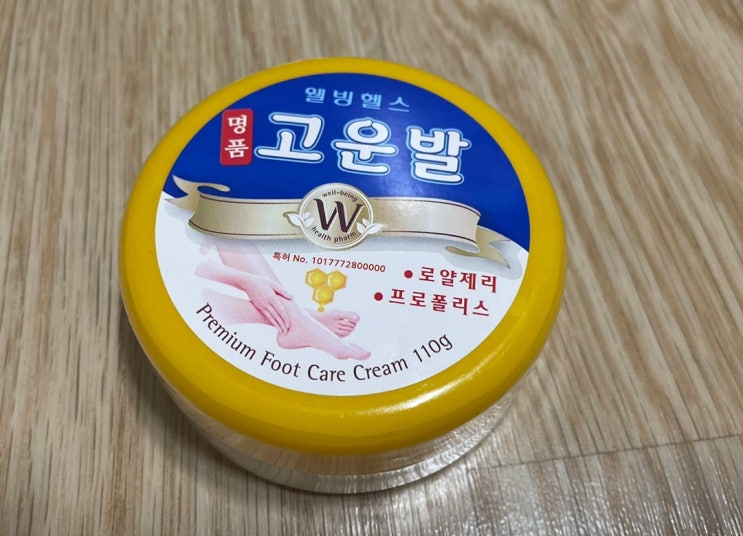 웰빙헬스
명품
고운발
well-being
W
health pharm
특허 No. 1017772800000
• 로얄제리
• 프로폴리스
Premium Foot Care Cream 110g